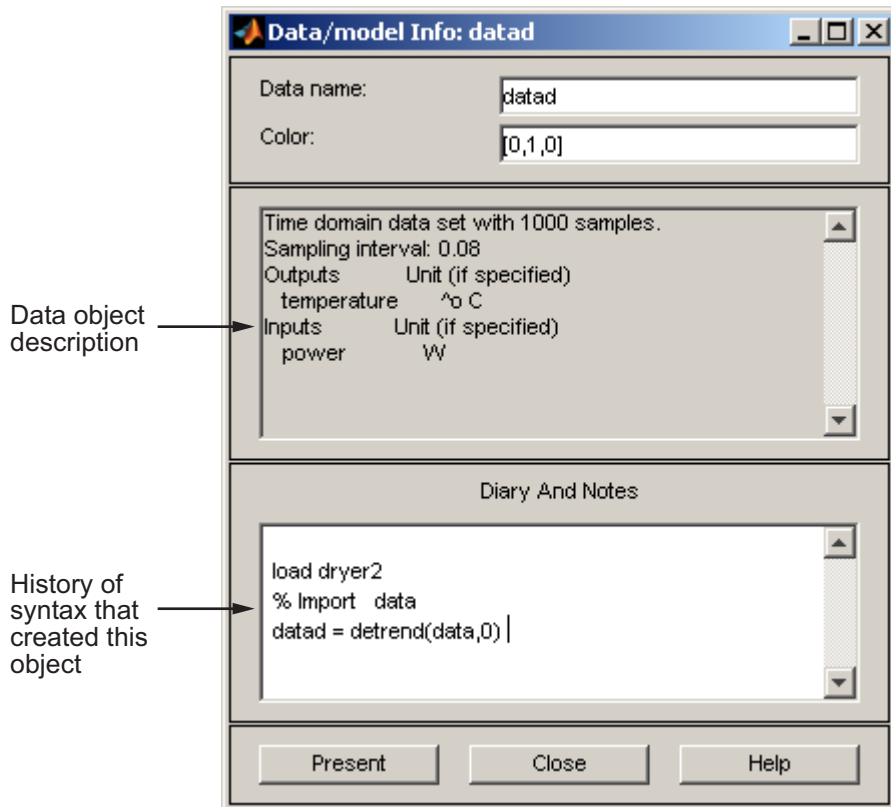 Data/model Info: datad
Data name:
datad
Color:
[0,1,0]
Time domain data set with 1000 samples.
Sampling interval: 0.08
Outputs Unit (if specified)
temperature ^o C
Inputs Unit (if specified)
power W
Data object
description
Diary And Notes
load dryer2
% Import data
datad = detrend(data,0)
History of
syntax that
created this
object
Present Close Help